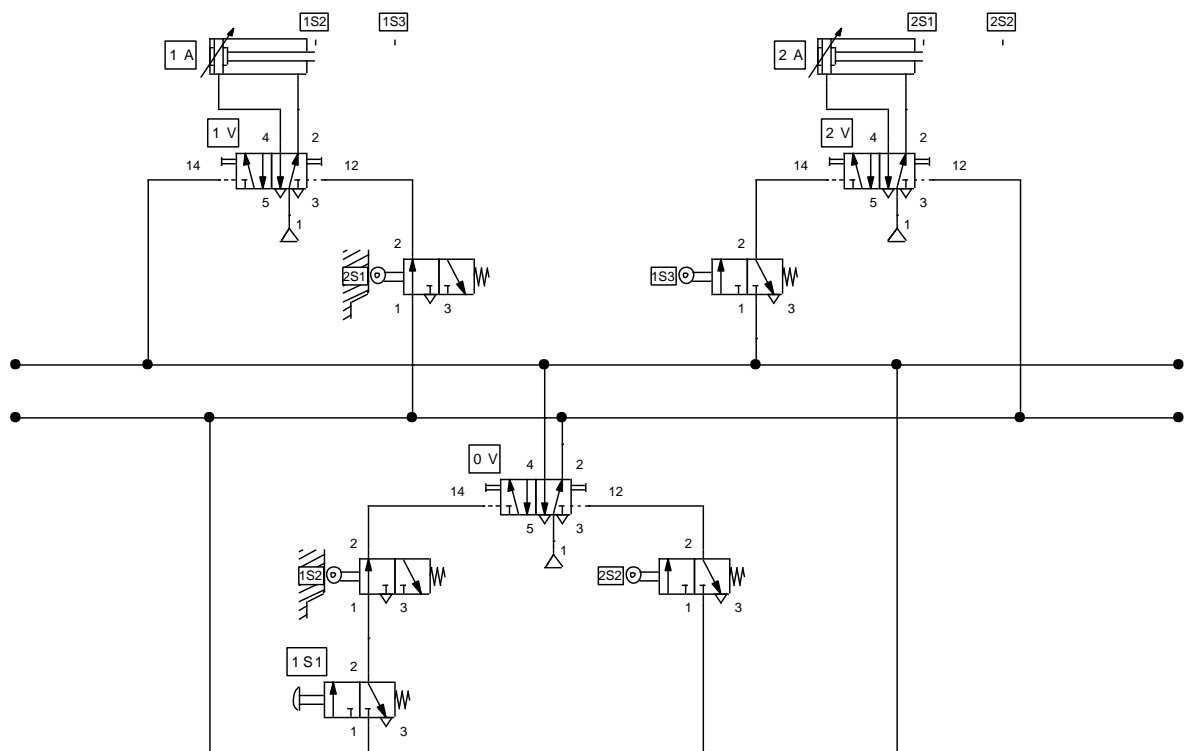 1S2 1S3 2S1 2S2
1 A 2 A
1 V 4 2 2 V 4 2
14 12 14 12
5 3 5 3
1 1
2 2
2S1 1S3
1 3 1 3
0 V 4 2
14 12
5 3
1
2 2
1S2 2S2
1 3 1 3
1 S1 2
1 3